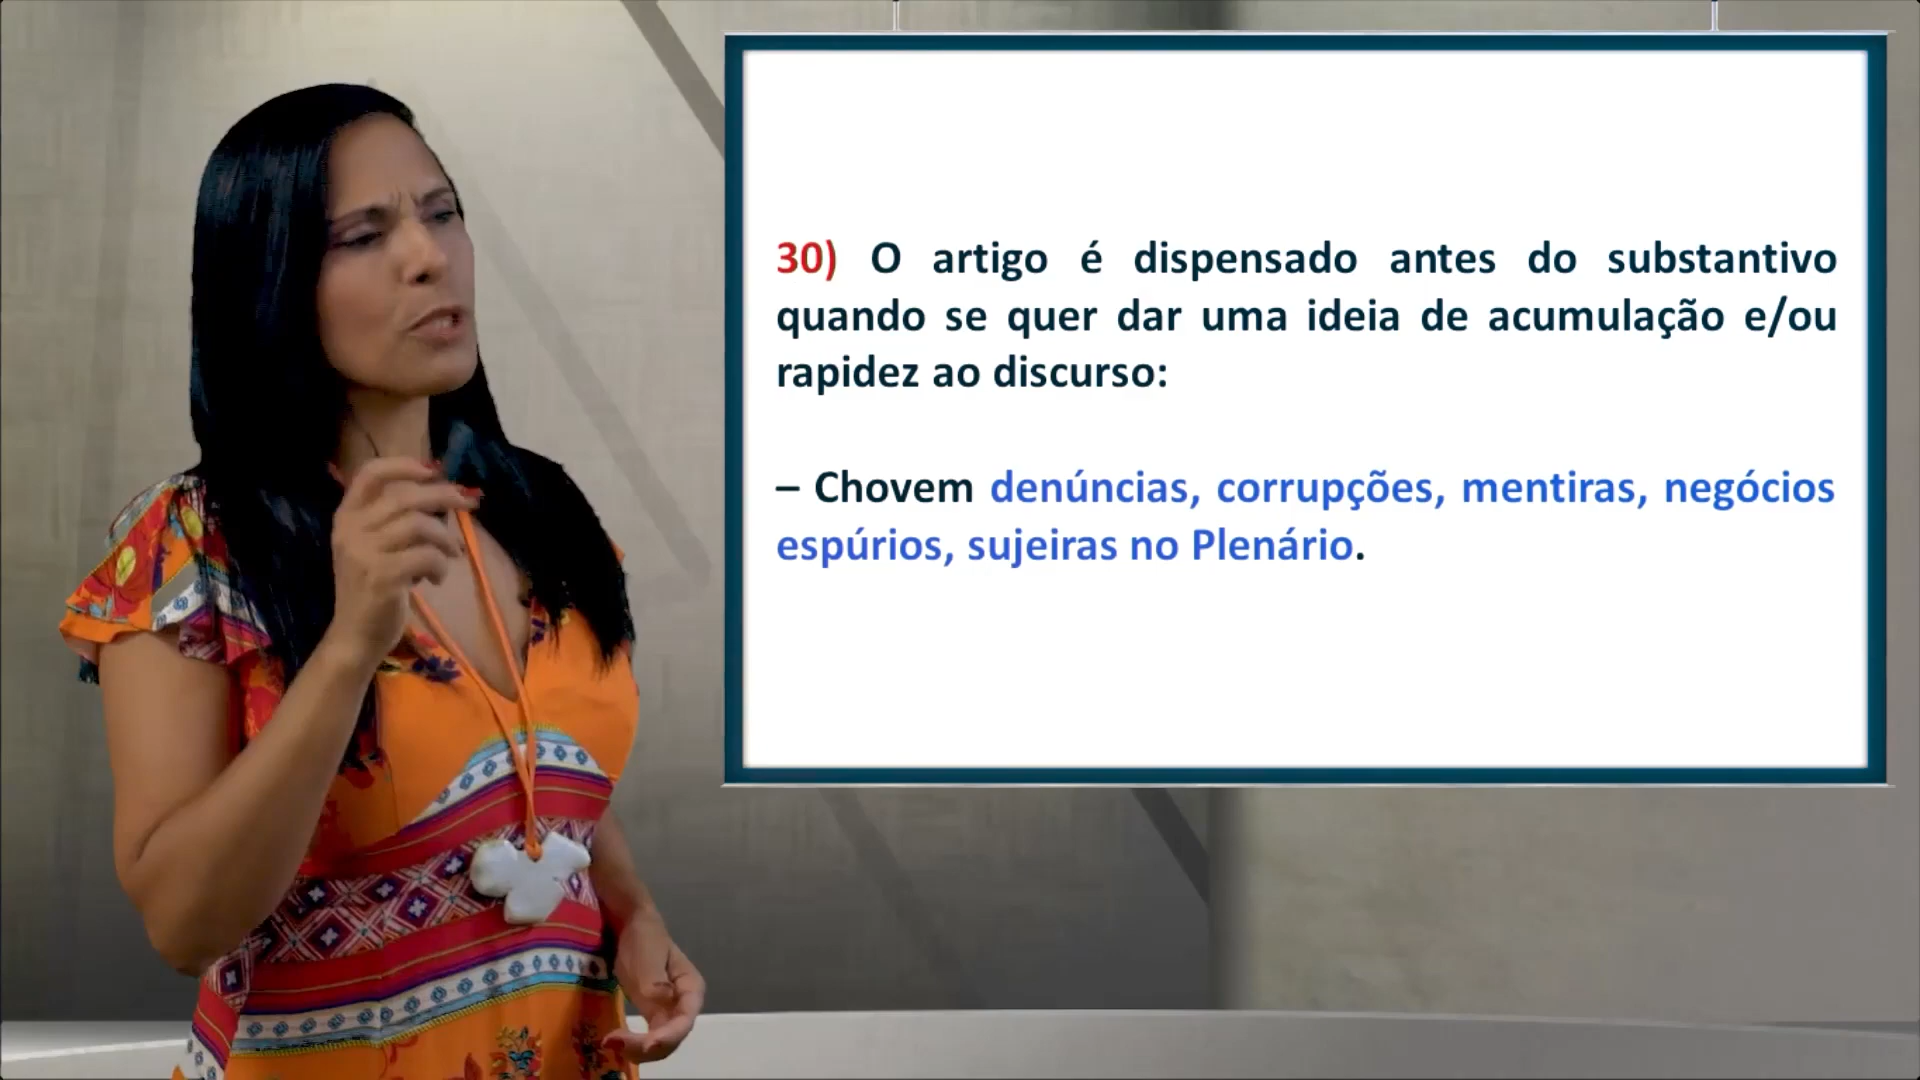 30) O artigo é dispensado antes do substantivo
quando se quer dar uma ideia de acumulação e/ou
rapidez ao discurso:
– Chovem denúncias, corrupções, mentiras, negócios
espúrios, sujeiras no Plenário.